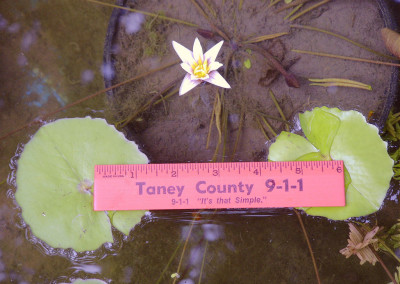 1 2 3 4 5 6
Taney County 9-1-1
9-1-1 "It's that Simple."